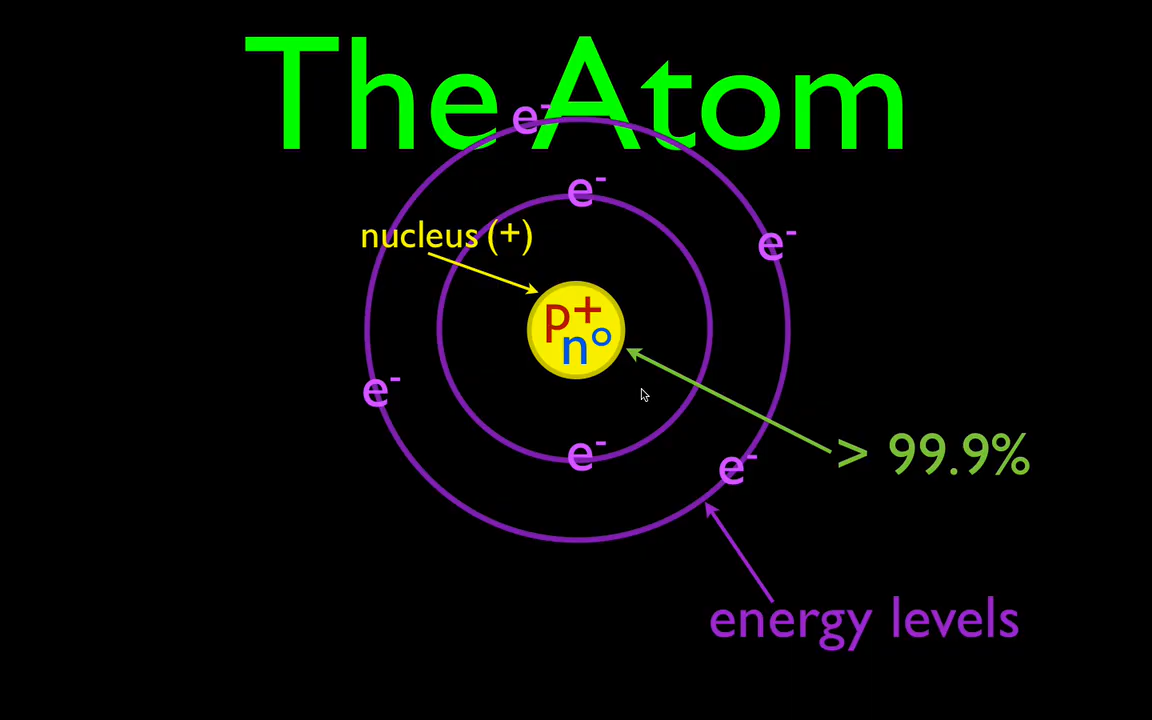 The Atom
e-
e-
nucleus (+)
e-
p+
n°
e-
e-
> 99.9%
e-
energy levels